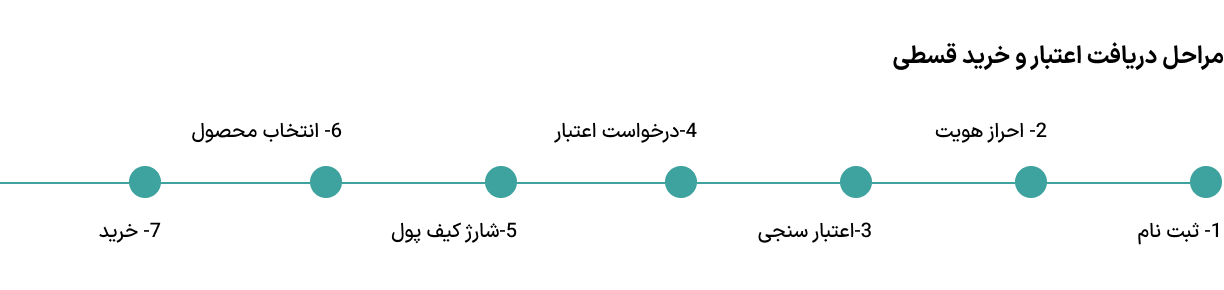 مراحل دریافت اعتبار و خرید قسطی
1- ثبت نام
2- احراز هویت
3-اعتبار سنجی
4-درخواست اعتبار
5-شارژ کیف پول
6- انتخاب محصول
7- خرید